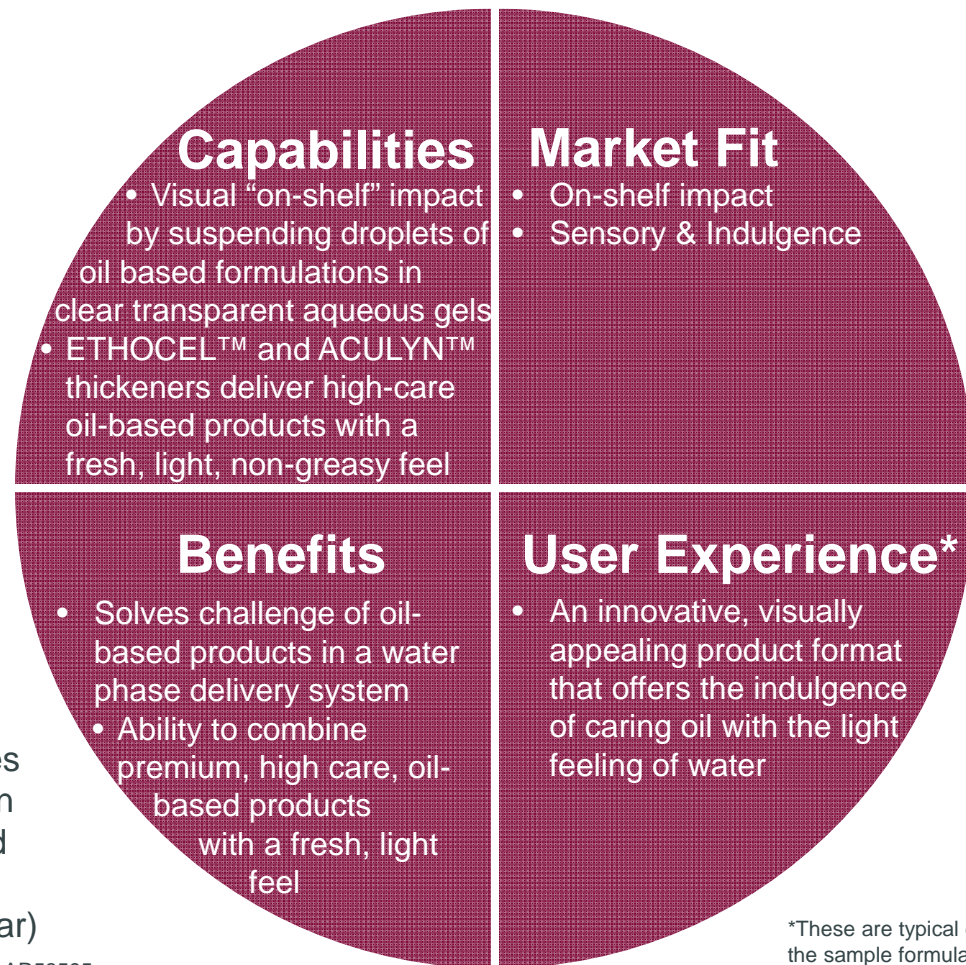 Capabilities
• Visual “on-shelf” impact
by suspending droplets of
oil based formulations in
clear transparent aqueous gels
• ETHOCEL™ and ACULYN™
thickeners deliver high-care
oil-based products with a
fresh, light, non-greasy feel
Market Fit
• On-shelf impact
• Sensory & Indulgence
Benefits
• Solves challenge of oil-
based products in a water
phase delivery system
• Ability to combine
premium, high care, oil-
based products
with a fresh, light
feel
User Experience*
• An innovative, visually
appealing product format
that offers the indulgence
of caring oil with the light
feeling of water
*These are typical
the sample formula